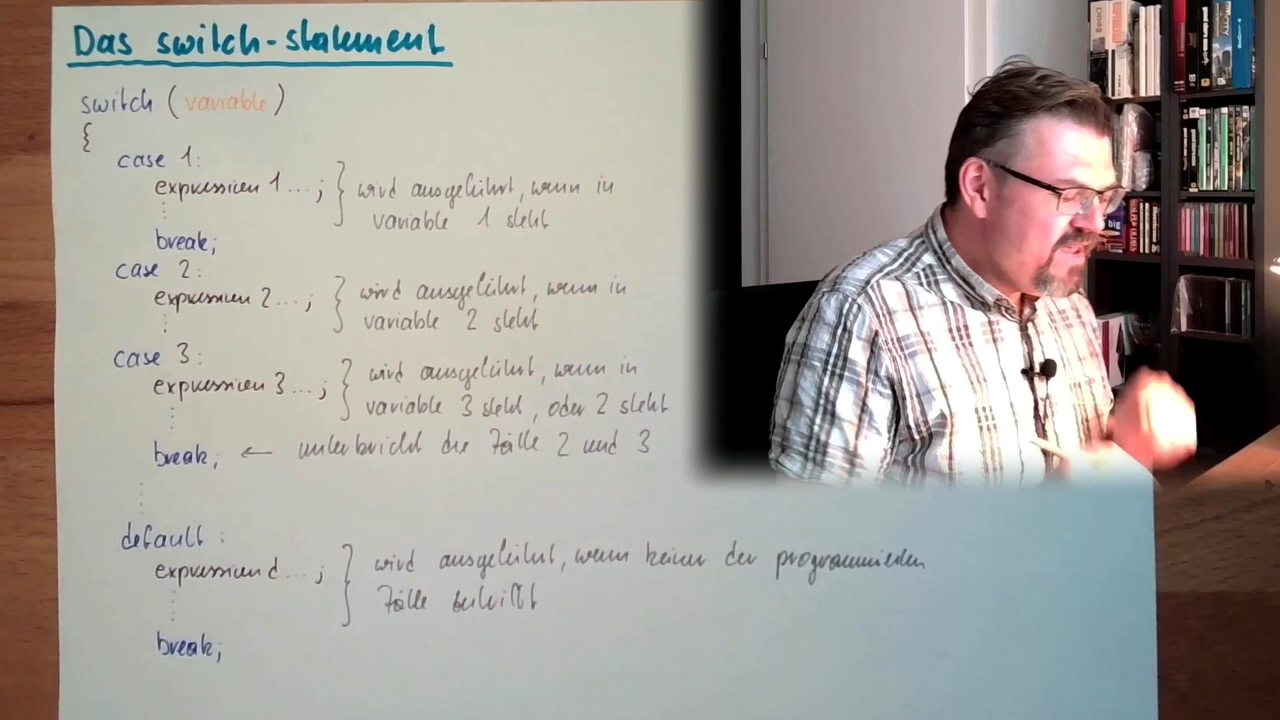 Das switch-statement
switch (variable)
{
case 1:
expression 1...; } wird ausgeführt, wenn in
variable 1 steht
break;
case 2:
expression 2...; } wird ausgeführt, wenn in
variable 2 steht
case 3:
expression 3...; } wird ausgeführt, wenn in
variable 3 steht, oder 2 steht
break; ← unterbricht die Fälle 2 und 3
default:
expression d...; } wird ausgeführt, wenn keiner der programmierten
Fälle zutrifft
break;
big